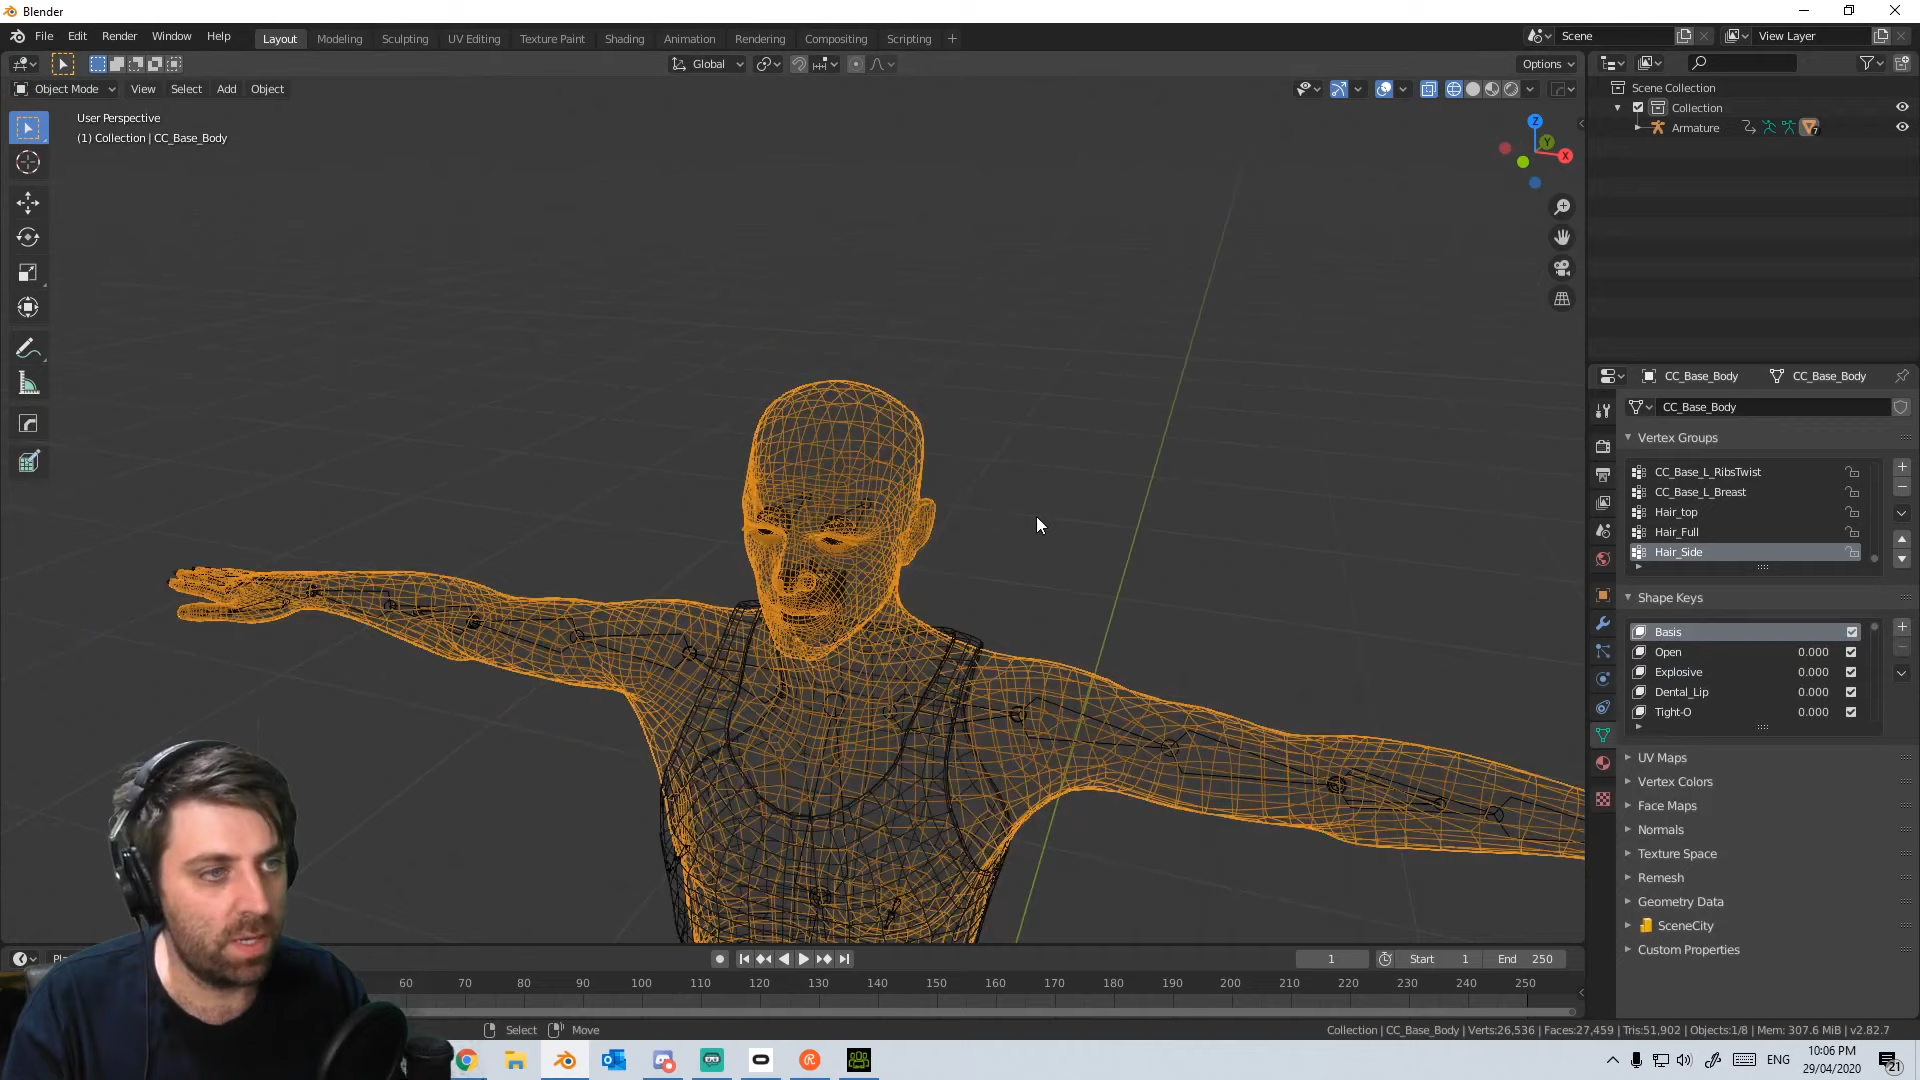 Blender
File Edit Render Window Help
Layout Modeling Sculpting UV Editing Texture Paint Shading Animation Rendering Compositing Scripting +
Scene
View Layer
Global
Options
Object Mode View Select Add Object
User Perspective
(1) Collection | CC_Base_Body
Z
Y
X
Scene Collection
Collection
Armature
7
CC_Base_Body CC_Base_Body
CC_Base_Body
Vertex Groups
CC_Base_L_RibsTwist
CC_Base_L_Breast
Hair_top
Hair_Full
Hair_Side
Shape Keys
Basis
Open 0.000
Explosive 0.000
Dental_Lip 0.000
Tight-O 0.000
UV Maps
Vertex Colors
Face Maps
Normals
Texture Space
Remesh
Geometry Data
SceneCity
Custom Properties
1 Start 1 End 250
60 70 80 90 100 110 120 130 140 150 160 170 180 190 200 210 220 230 240 250
Select Move
Collection | CC_Base_Body | Verts:26,536 | Faces:27,459 | Tris:51,902 | Objects:1/8 | Mem: 307.6 MiB | v2.82.7
ENG
10:06 PM
29/04/2020
21